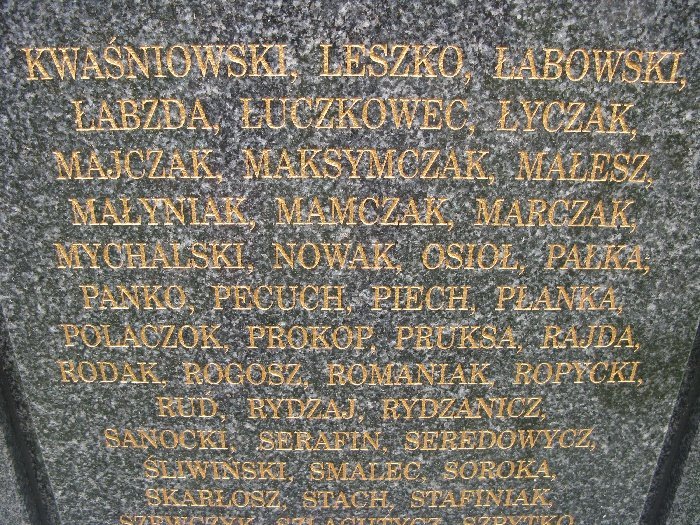 KWAŚNIOWSKI, LESZKO, ŁABOWSKI,
ŁABZDA, ŁUCZKOWEC, ŁYCZAK,
MAJCZAK, MAKSYMCZAK, MAŁESZ,
MAŁYNIAK, MAMCZAK, MARCZAK,
MYCHALSKI, NOWAK, OSIOŁ, PAŁKA,
PANKO, PECUCH, PIECH, PŁANKA,
POLACZOK, PROKOP, PRUKSA, RAJDA,
RODAK, ROGOSZ, ROMANIAK, ROPYCKI,
RUD, RYDZAJ, RYDZANICZ,
SANOCKI, SERAFIN, SEREDOWYCZ,
ŚLIWIŃSKI, SMALEC, SOROKA,
SKARŁOSZ, STACH, STAFINIAK,
SZEWCZYK, SZLACHTYCZ,